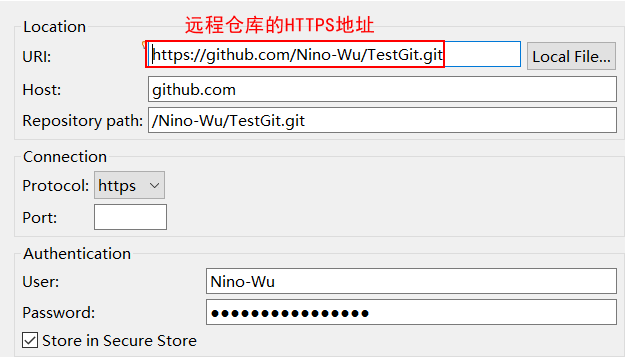 远程仓库的HTTPS地址
Location
URI: https://github.com/Nino-Wu/TestGit.git Local File...
Host: github.com
Repository path: /Nino-Wu/TestGit.git
Connection
Protocol: https
Port:
Authentication
User: Nino-Wu
Password: ●●●●●●●●●●●●●●●●
Store in Secure Store